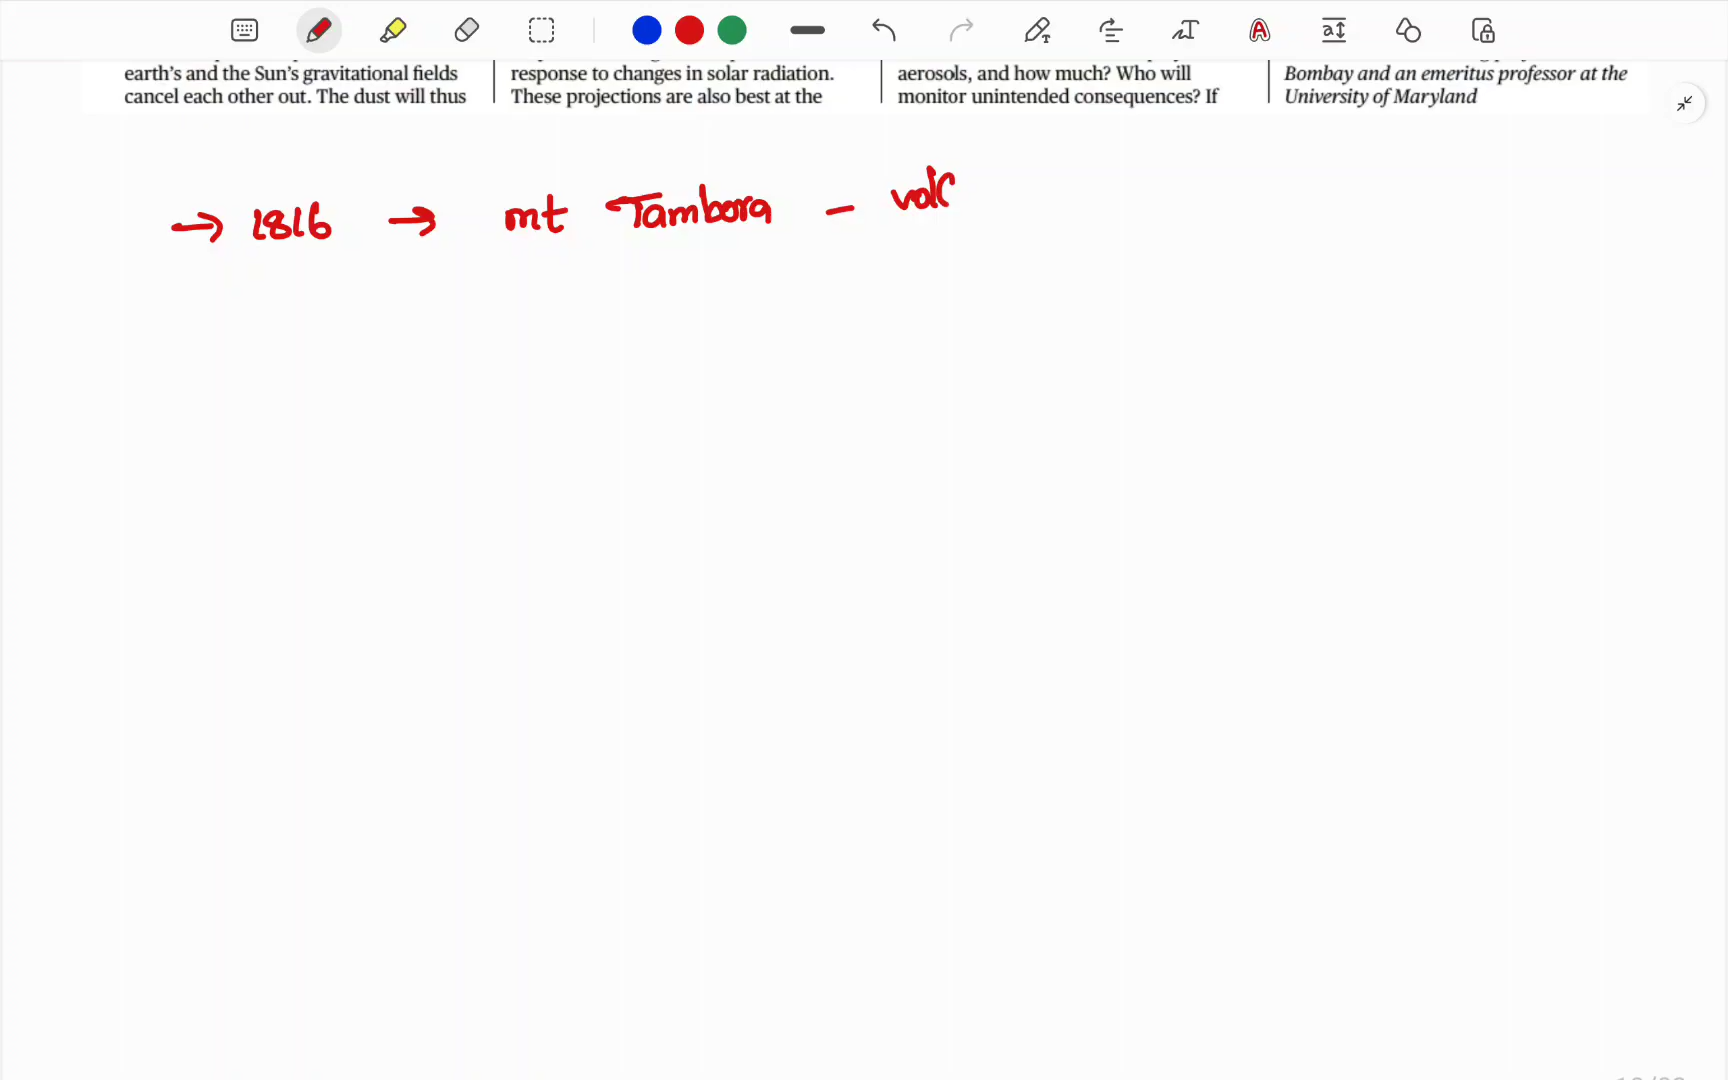 earth's and the Sun's gravitational fields
cancel each other out. The dust will thus
response to changes in solar radiation.
These projections are also best at the
aerosols, and how much? Who will
monitor unintended consequences? If
Bombay and an emeritus professor at the
University of Maryland
→ 1816 → mt Tambora – volc